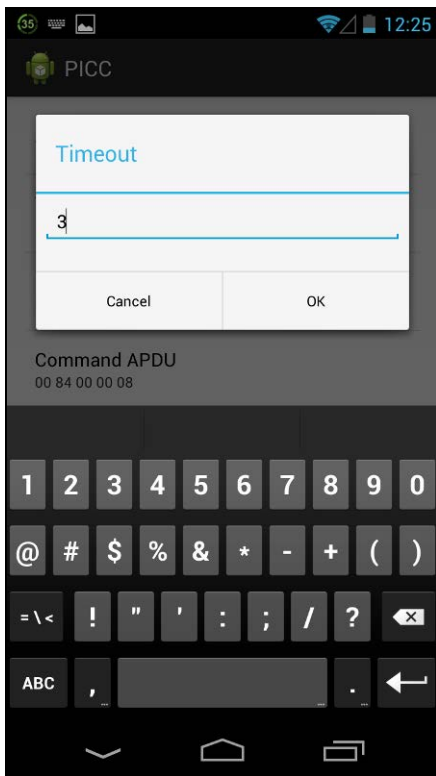 35
12:25
PICC
Timeout
3
Cancel OK
Command APDU
00 84 00 00 08
1 2 3 4 5 6 7 8 9 0
@ # $ % & * - + ( )
= \ < ! " ' : ; / ?
ABC , .